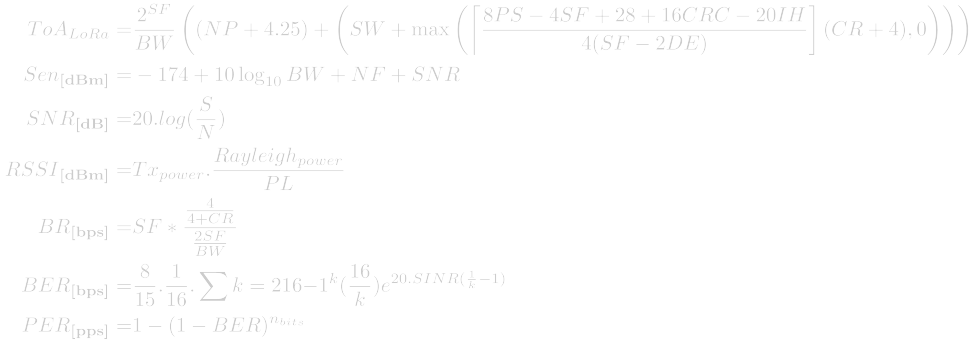 ToA_{LoRa} = \frac{2^{SF}}{BW} \left( (NP + 4.25) + \left( SW + \max \left( \left\lceil \frac{8PS - 4SF + 28 + 16CRC - 20IH}{4(SF - 2DE)} \right\rceil (CR + 4), 0 \right) \right) \right)
Sen_{[dBm]} = -174 + 10 \log_{10} BW + NF + SNR
SNR_{[dB]} = 20.log(\frac{S}{N})
RSSI_{[dBm]} = Tx_{power}.\frac{Rayleigh_{power}}{PL}
BR_{[bps]} = SF * \frac{\frac{4}{4+CR}}{\frac{2SF}{BW}}
BER_{[bps]} = \frac{8}{15}.\frac{1}{16}.\sum k = 216 - 1^{k} (\frac{16}{k}) e^{20.SINR(\frac{1}{k} - 1)}
PER_{[pps]} = 1 - (1 - BER)^{n_{bits}}